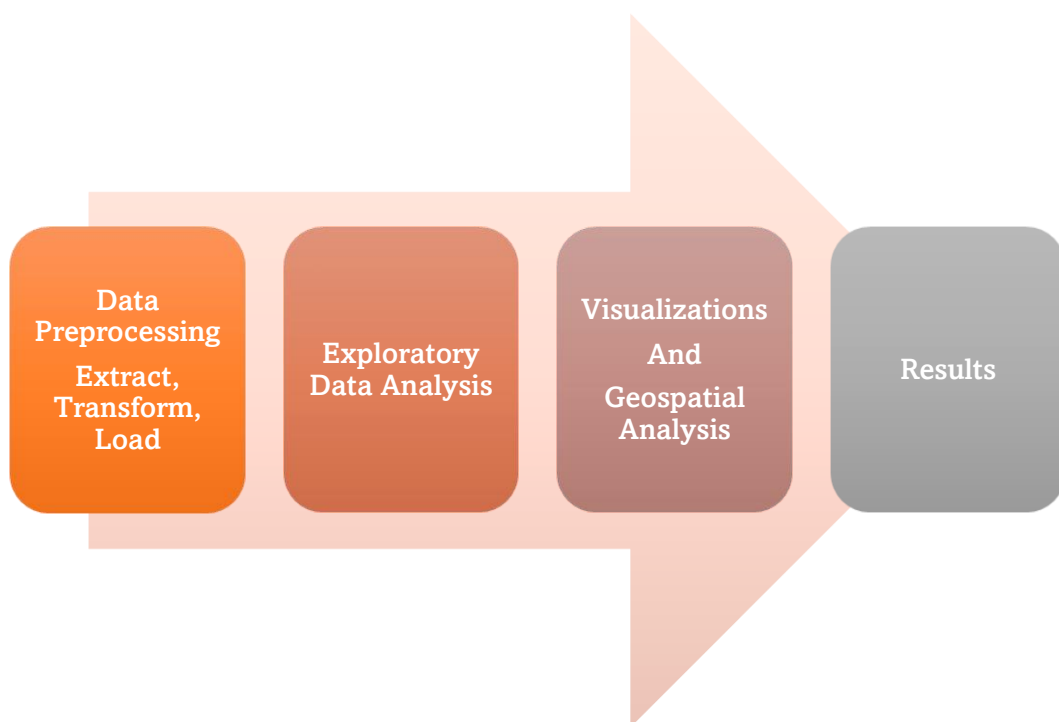 Data
Preprocessing
Extract,
Transform,
Load
Exploratory
Data Analysis
Visualizations
And
Geospatial
Analysis
Results